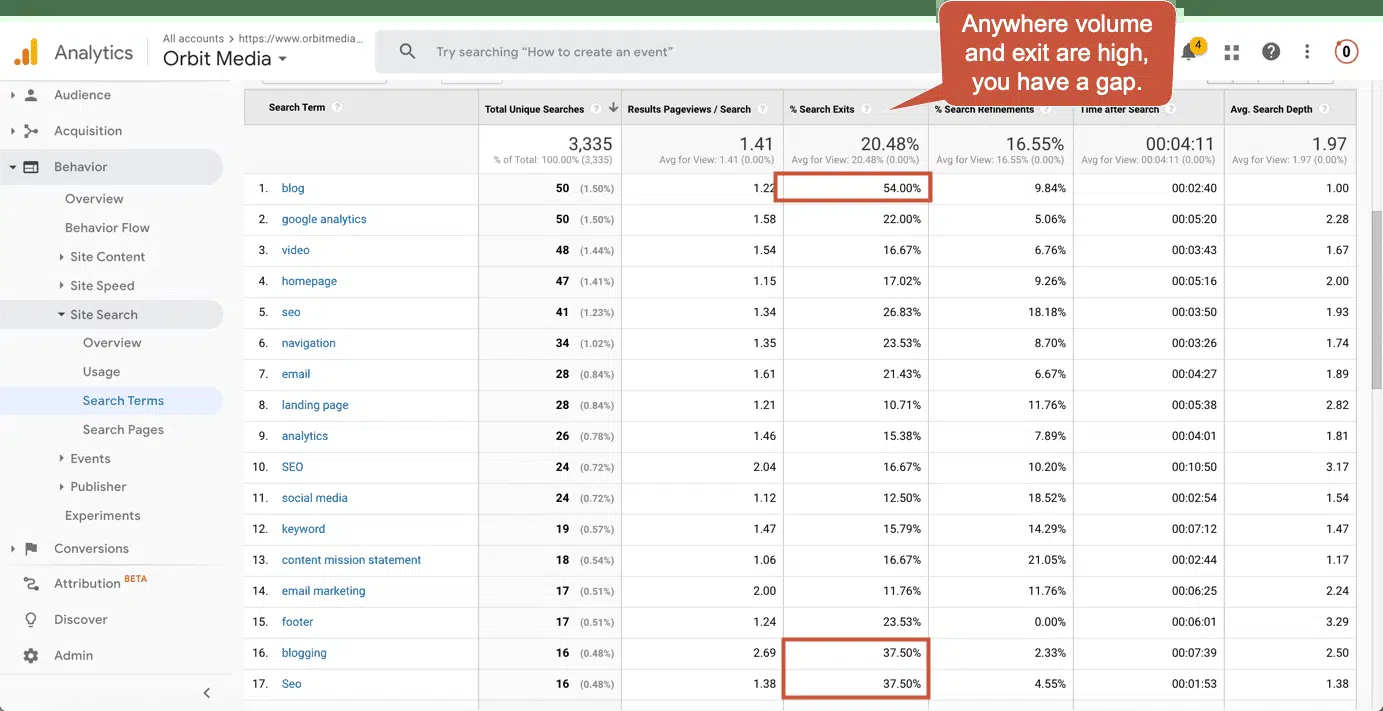 Anywhere volume
and exit are high,
you have a gap.
Analytics
All accounts > https://www.orbitmedia...
Orbit Media
Try searching “How to create an event”
4
0
Audience
Acquisition
Behavior
Overview
Behavior Flow
Site Content
Site Speed
Site Search
Overview
Usage
Search Terms
Search Pages
Events
Publisher
Experiments
Conversions
Attribution BETA
Discover
Admin
Search Term ? Total Unique Searches ? Results Pageviews / Search ? % Search Exits ? % Search Refinements ? Time after Search ? Avg. Search Depth ?
3,335 1.41 20.48% 16.55% 00:04:11 1.97
% of Total: 100.00% (3,335) Avg for View: 1.41 (0.00%) Avg for View: 20.48% (0.00%) Avg for View: 16.55% (0.00%) Avg for View: 00:04:11 (0.00%) Avg for View: 1.97 (0.00%)
1. blog 50 (1.50%) 1.22 54.00% 9.84% 00:02:40 1.00
2. google analytics 50 (1.50%) 1.58 22.00% 5.06% 00:05:20 2.28
3. video 48 (1.44%) 1.54 16.67% 6.76% 00:03:43 1.67
4. homepage 47 (1.41%) 1.15 17.02% 9.26% 00:05:16 2.00
5. seo 41 (1.23%) 1.34 26.83% 18.18% 00:03:50 1.93
6. navigation 34 (1.02%) 1.35 23.53% 8.70% 00:03:26 1.74
7. email 28 (0.84%) 1.61 21.43% 6.67% 00:04:27 1.89
8. landing page 28 (0.84%) 1.21 10.71% 11.76% 00:05:38 2.82
9. analytics 26 (0.78%) 1.46 15.38% 7.89% 00:04:01 1.81
10. SEO 24 (0.72%) 2.04 16.67% 10.20% 00:10:50 3.17
11. social media 24 (0.72%) 1.12 12.50% 18.52% 00:02:54 1.54
12. keyword 19 (0.57%) 1.47 15.79% 14.29% 00:07:12 1.47
13. content mission statement 18 (0.54%) 1.06 16.67% 21.05% 00:02:44 1.17
14. email marketing 17 (0.51%) 2.00 11.76% 11.76% 00:06:25 2.24
15. footer 17 (0.51%) 1.24 23.53% 0.00% 00:06:01 3.29
16. blogging 16 (0.48%) 2.69 37.50% 2.33% 00:07:39 2.50
17. Seo 16 (0.48%) 1.38 37.50% 4.55% 00:01:53 1.38